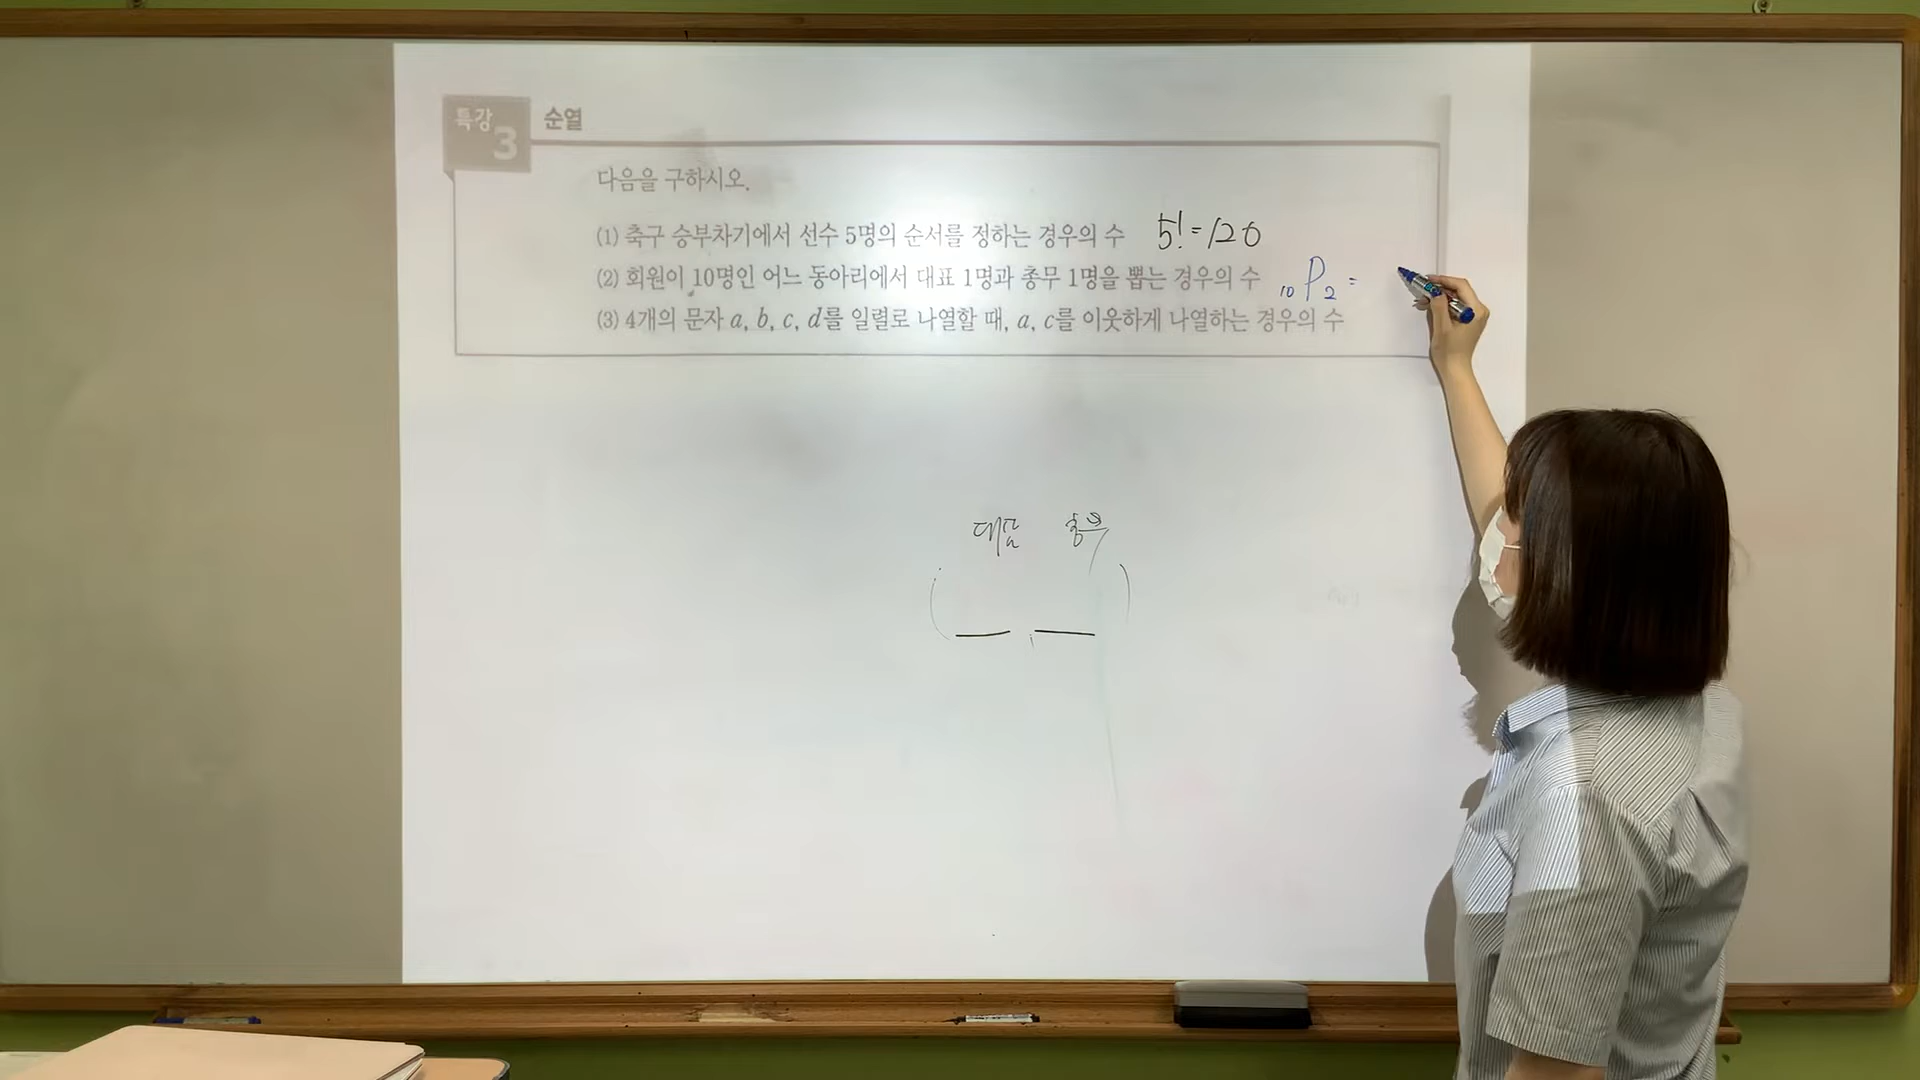 특강 3 순열
다음을 구하시오.
(1) 축구 승부차기에서 선수 5명의 순서를 정하는 경우의 수 5! = 120
(2) 회원이 10명인 어느 동아리에서 대표 1명과 총무 1명을 뽑는 경우의 수 ₁₀P₂ =
(3) 4개의 문자 a, b, c, d를 일렬로 나열할 때, a, c를 이웃하게 나열하는 경우의 수
대표 총무
( , )